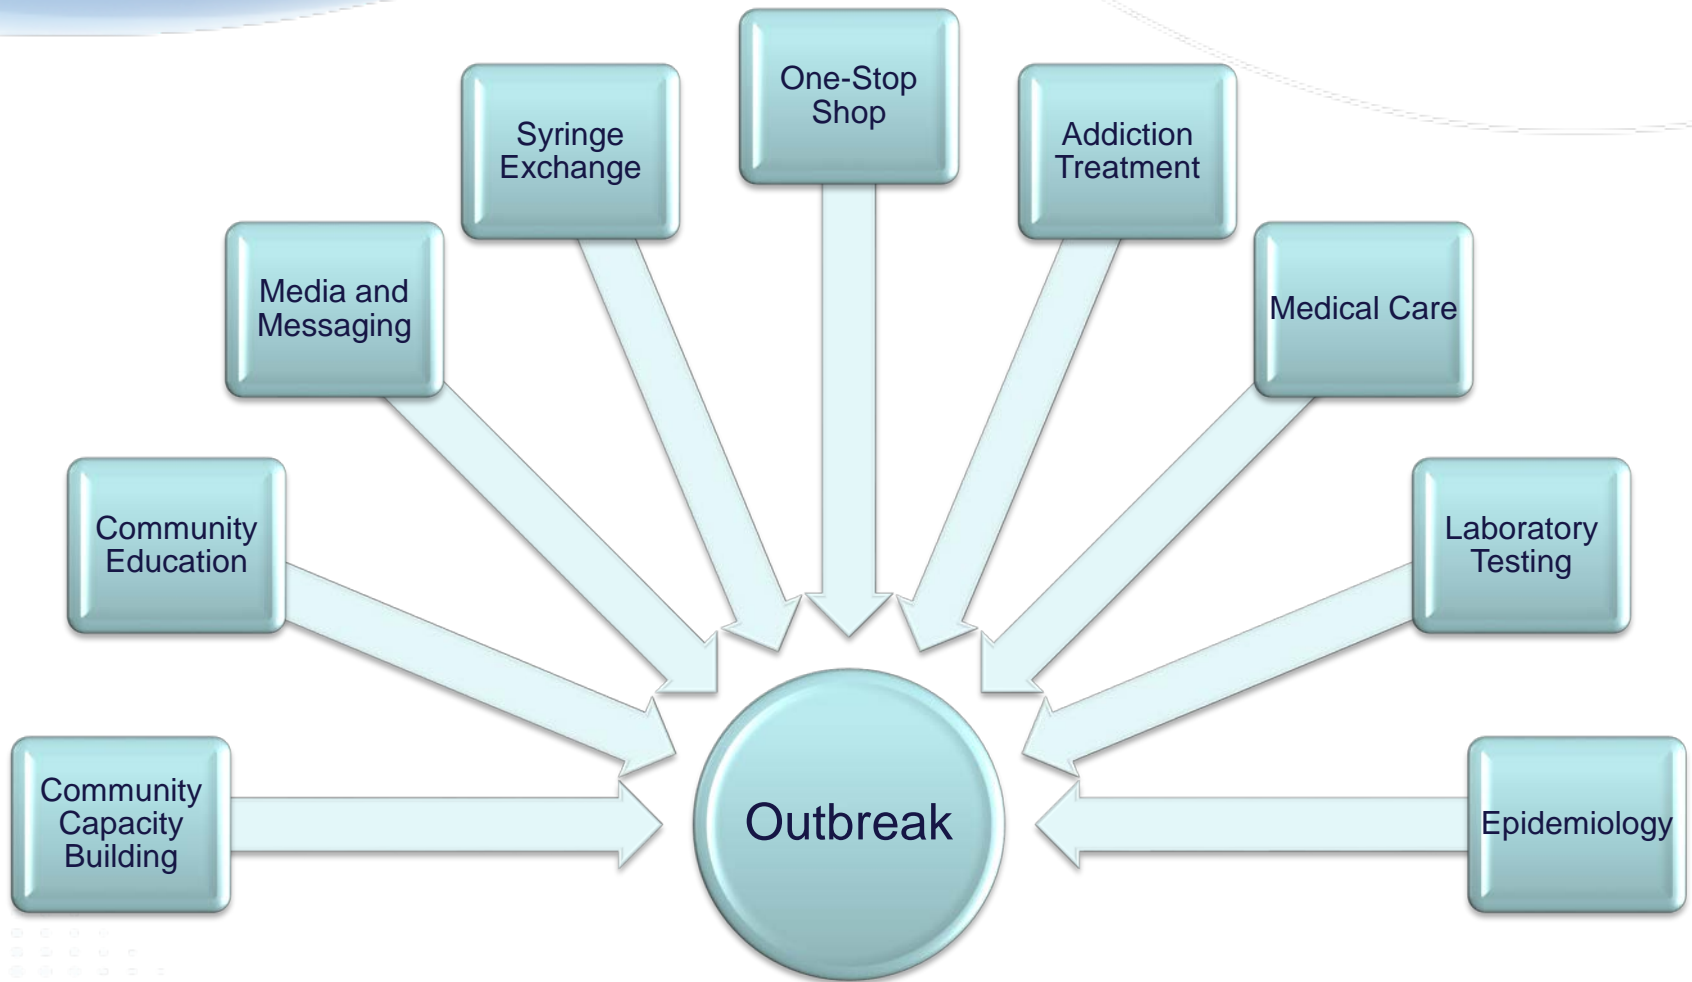 One-Stop
Shop
Syringe
Exchange
Addiction
Treatment
Media and
Messaging
Medical Care
Community
Education
Laboratory
Testing
Community
Capacity
Building
Outbreak
Epidemiology